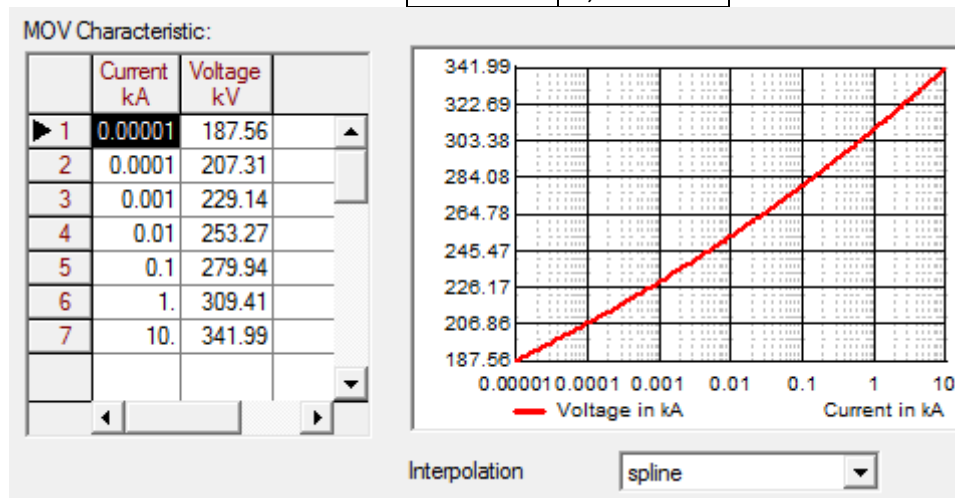 MOV Characteristic:
Current kA Voltage kV
1 0.00001 187.56
2 0.0001 207.31
3 0.001 229.14
4 0.01 253.27
5 0.1 279.94
6 1. 309.41
7 10. 341.99
341.99
322.69
303.38
284.08
264.78
245.47
226.17
206.86
187.56
0.00001 0.0001 0.001 0.01 0.1 1 10
Voltage in kA Current in kA
Interpolation spline